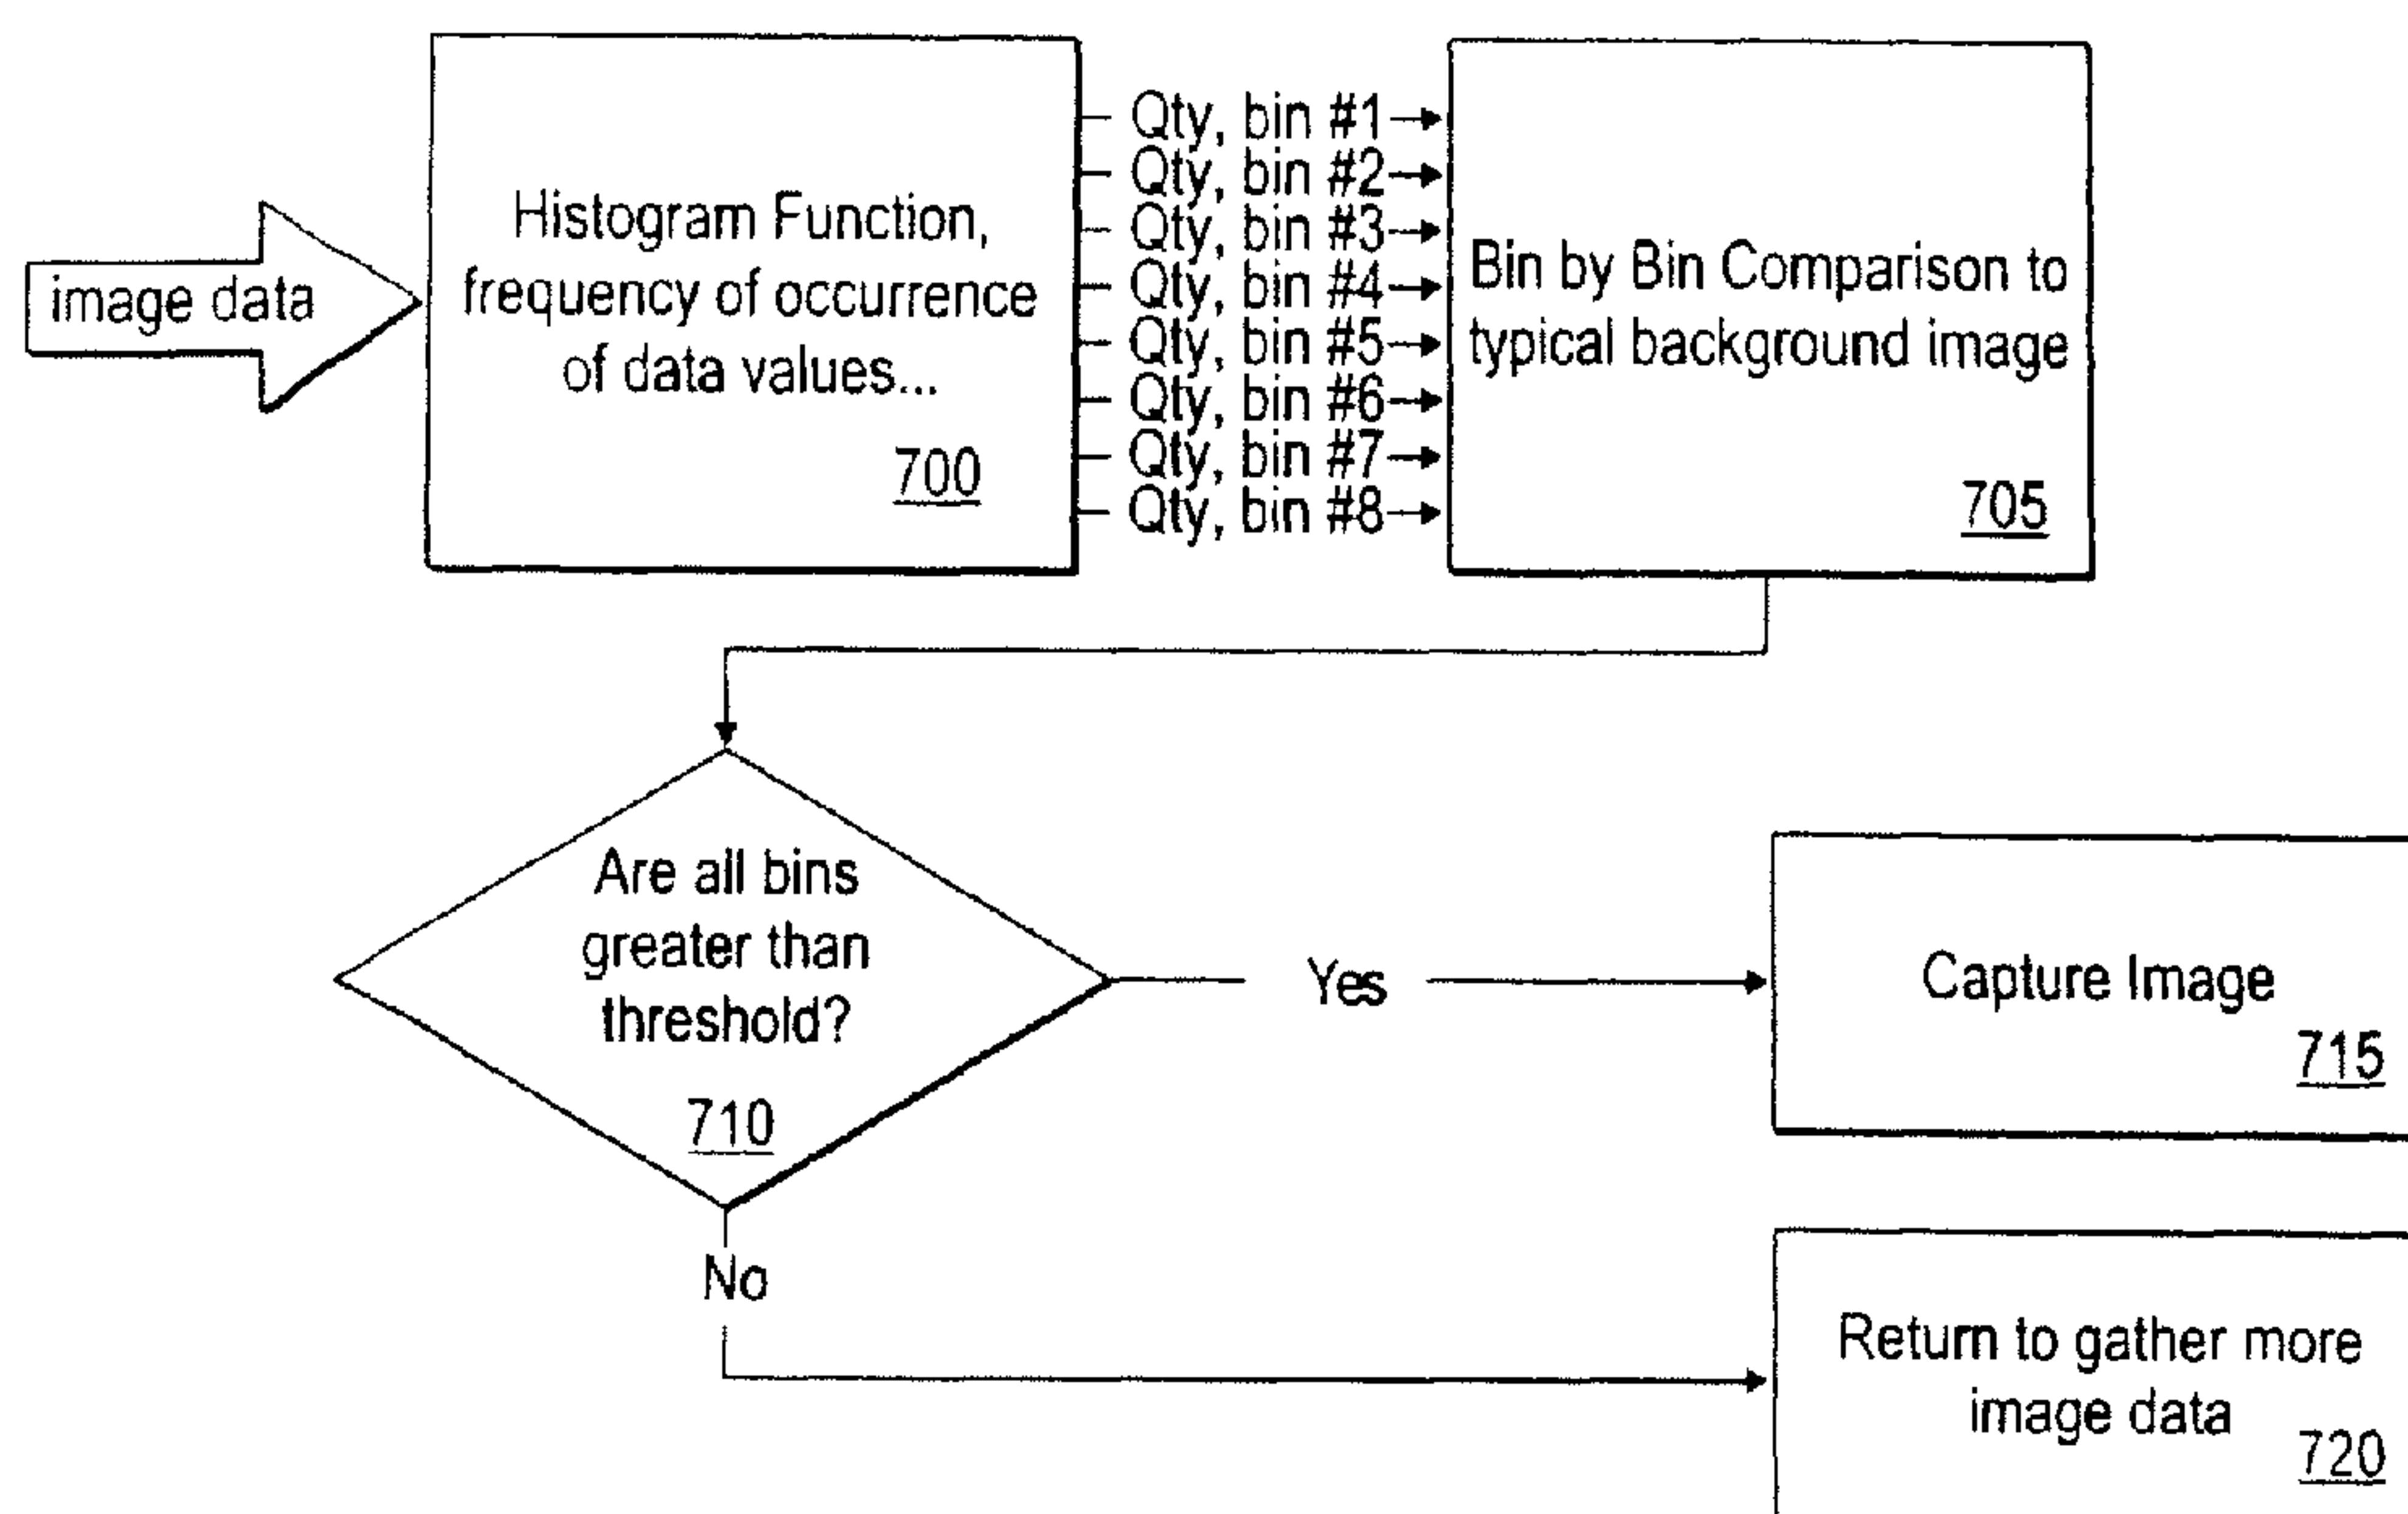 image data
Histogram Function,
frequency of occurrence
of data values...
700
Qty, bin #1
Qty, bin #2
Qty, bin #3
Qty, bin #4
Qty, bin #5
Qty, bin #6
Qty, bin #7
Qty, bin #8
Bin by Bin Comparison to
typical background image
705
Are all bins
greater than
threshold?
710
Yes
Capture Image
715
No
Return to gather more
image data
720